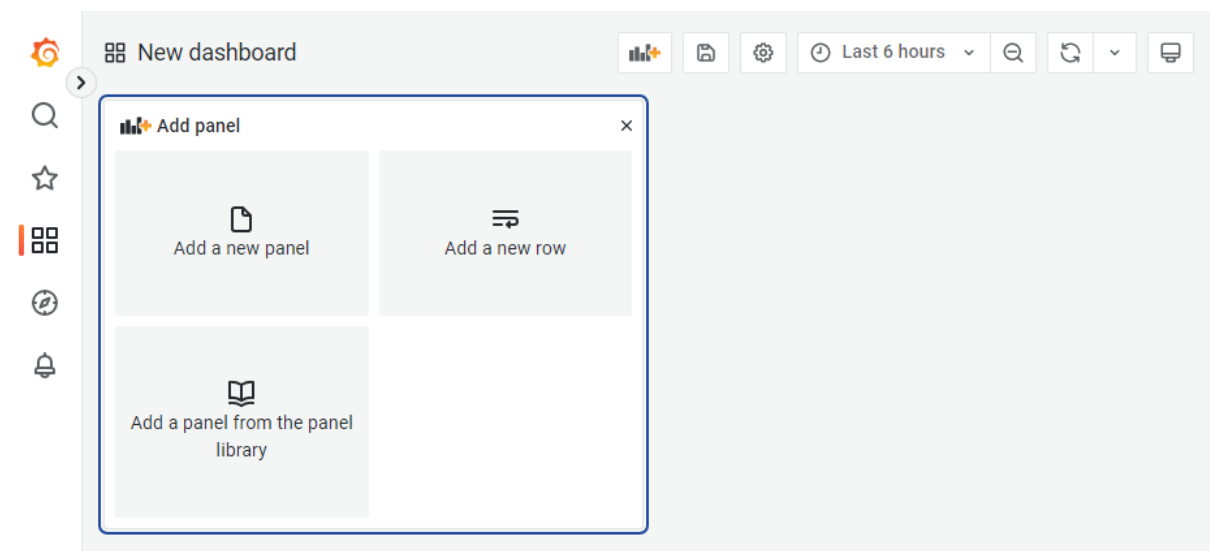 New dashboard
Last 6 hours
Add panel
Add a new panel
Add a new row
Add a panel from the panel
library